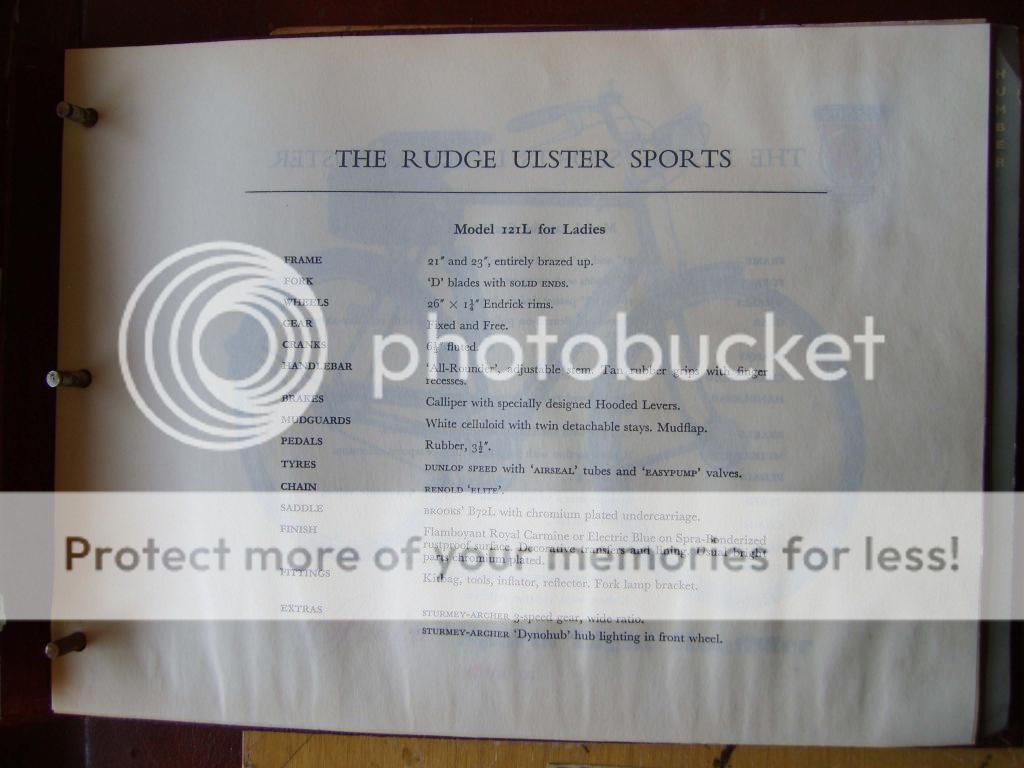 THE RUDGE ULSTER SPORTS
Model 121L for Ladies
FRAME 21" and 23", entirely brazed up.
FORK 'D' blades with SOLID ENDS.
WHEELS 26" × 1¼" Endrick rims.
GEAR Fixed and Free.
CRANKS 6½" fluted.
HANDLEBAR 'All-Rounder', adjustable stem. Tan rubber grips with finger
recesses.
BRAKES Calliper with specially designed Hooded Levers.
MUDGUARDS White celluloid with twin detachable stays. Mudflap.
PEDALS Rubber, 3½".
TYRES DUNLOP SPEED with 'AIRSEAL' tubes and 'EASYPUMP' valves.
CHAIN RENOLD 'ELITE'.
SADDLE BROOKS' B72L with chromium plated undercarriage.
FINISH Flamboyant Royal Carmine or Electric Blue on Spra-Bonderized
rustproof surface. Decorative transfers and lining. Usual bright
parts chromium plated.
FITTINGS Kitbag, tools, inflator, reflector. Fork lamp bracket.
EXTRAS STURMEY-ARCHER 3-speed gear, wide ratio.
STURMEY-ARCHER 'Dynohub' hub lighting in front wheel.
HUMBER
photobucket
Protect more of your memories for less!